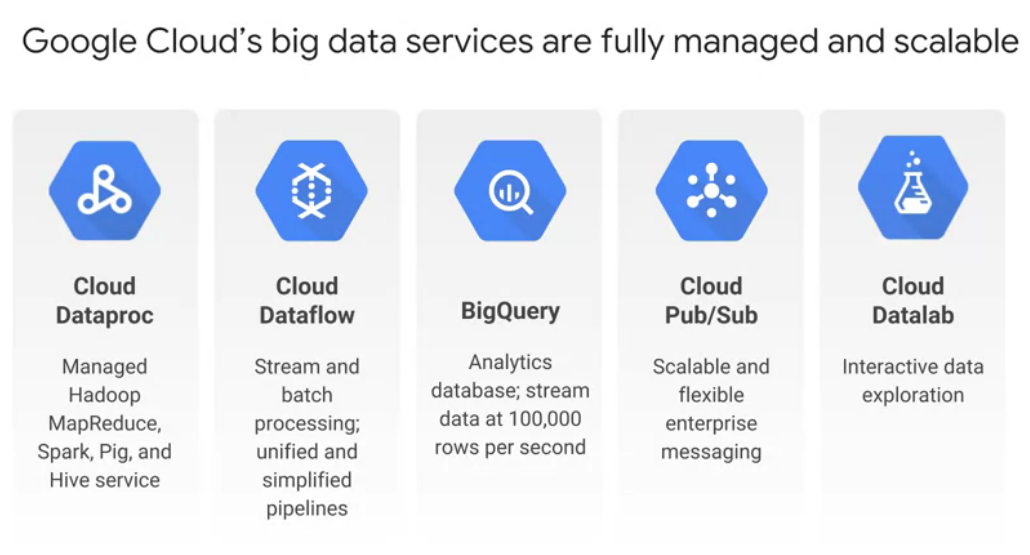 Google Cloud’s big data services are fully managed and scalable
Cloud
Dataproc
Managed
Hadoop
MapReduce,
Spark, Pig, and
Hive service
Cloud
Dataflow
Stream and
batch
processing;
unified and
simplified
pipelines
BigQuery
Analytics
database; stream
data at 100,000
rows per second
Cloud
Pub/Sub
Scalable and
flexible
enterprise
messaging
Cloud
Datalab
Interactive data
exploration